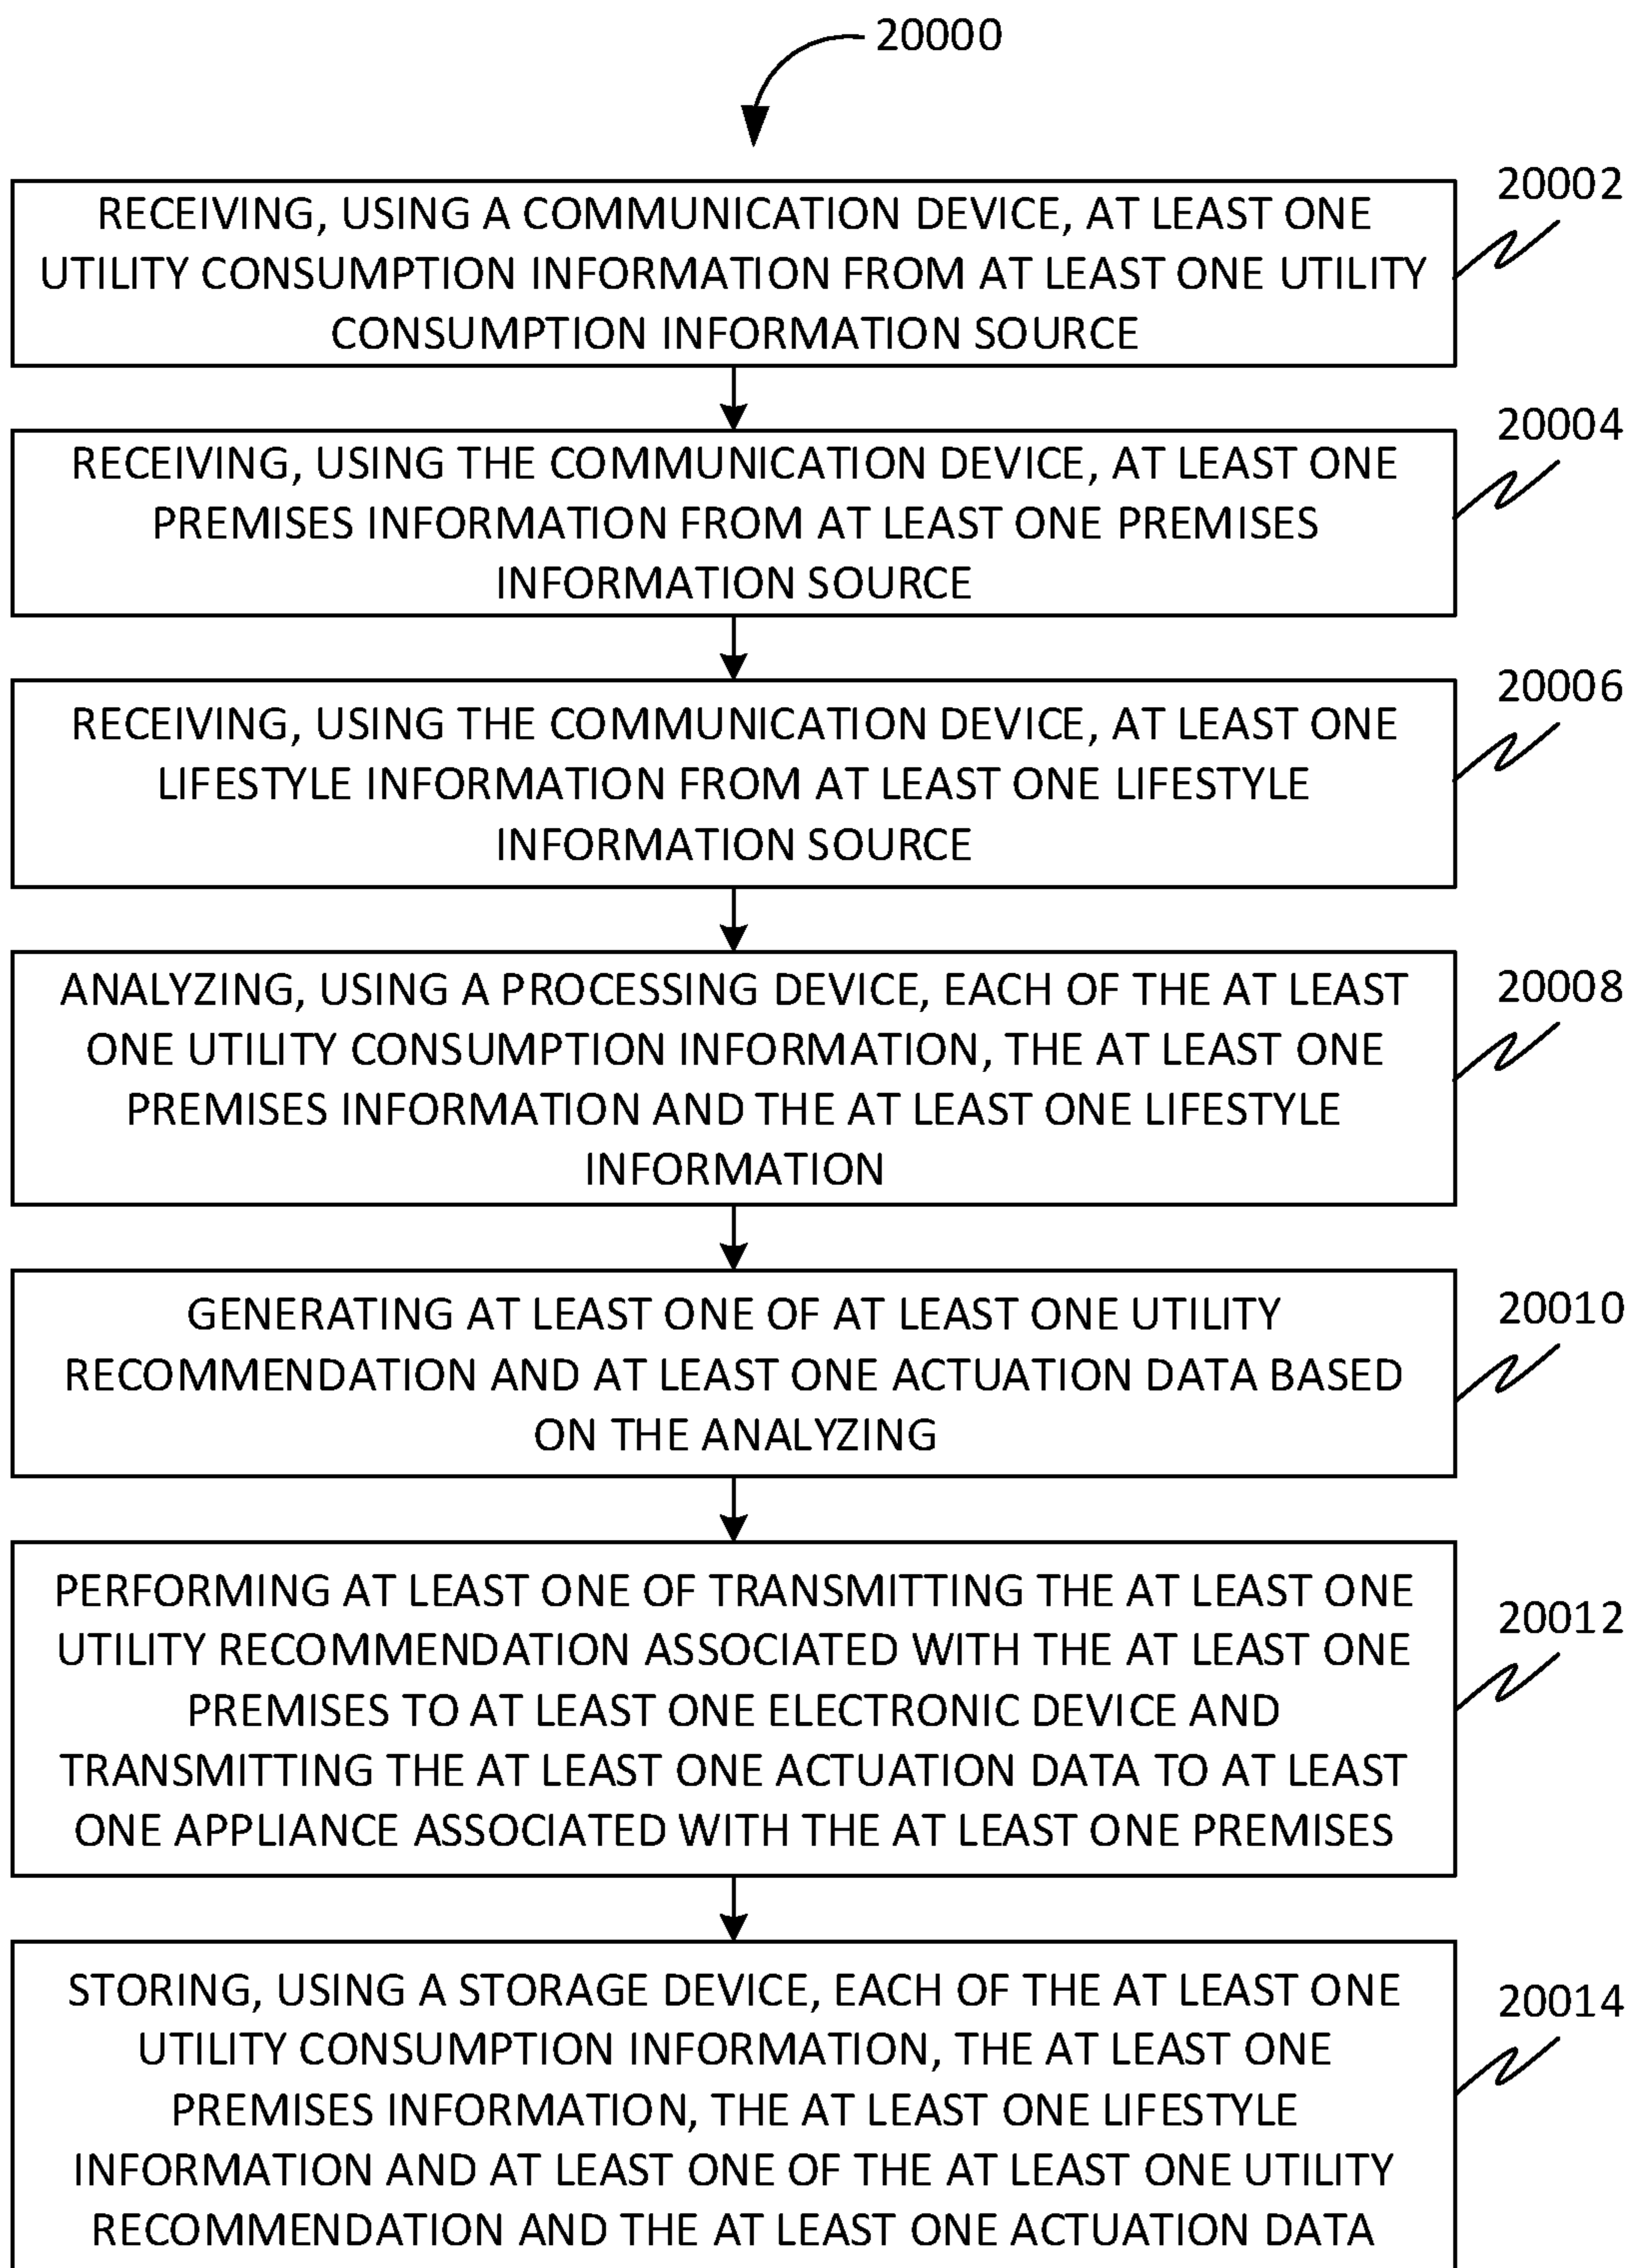 20000
20002
RECEIVING, USING A COMMUNICATION DEVICE, AT LEAST ONE
UTILITY CONSUMPTION INFORMATION FROM AT LEAST ONE UTILITY
CONSUMPTION INFORMATION SOURCE
20004
RECEIVING, USING THE COMMUNICATION DEVICE, AT LEAST ONE
PREMISES INFORMATION FROM AT LEAST ONE PREMISES
INFORMATION SOURCE
20006
RECEIVING, USING THE COMMUNICATION DEVICE, AT LEAST ONE
LIFESTYLE INFORMATION FROM AT LEAST ONE LIFESTYLE
INFORMATION SOURCE
20008
ANALYZING, USING A PROCESSING DEVICE, EACH OF THE AT LEAST
ONE UTILITY CONSUMPTION INFORMATION, THE AT LEAST ONE
PREMISES INFORMATION AND THE AT LEAST ONE LIFESTYLE
INFORMATION
20010
GENERATING AT LEAST ONE OF AT LEAST ONE UTILITY
RECOMMENDATION AND AT LEAST ONE ACTUATION DATA BASED
ON THE ANALYZING
20012
PERFORMING AT LEAST ONE OF TRANSMITTING THE AT LEAST ONE
UTILITY RECOMMENDATION ASSOCIATED WITH THE AT LEAST ONE
PREMISES TO AT LEAST ONE ELECTRONIC DEVICE AND
TRANSMITTING THE AT LEAST ONE ACTUATION DATA TO AT LEAST
ONE APPLIANCE ASSOCIATED WITH THE AT LEAST ONE PREMISES
20014
STORING, USING A STORAGE DEVICE, EACH OF THE AT LEAST ONE
UTILITY CONSUMPTION INFORMATION, THE AT LEAST ONE
PREMISES INFORMATION, THE AT LEAST ONE LIFESTYLE
INFORMATION AND AT LEAST ONE OF THE AT LEAST ONE UTILITY
RECOMMENDATION AND THE AT LEAST ONE ACTUATION DATA